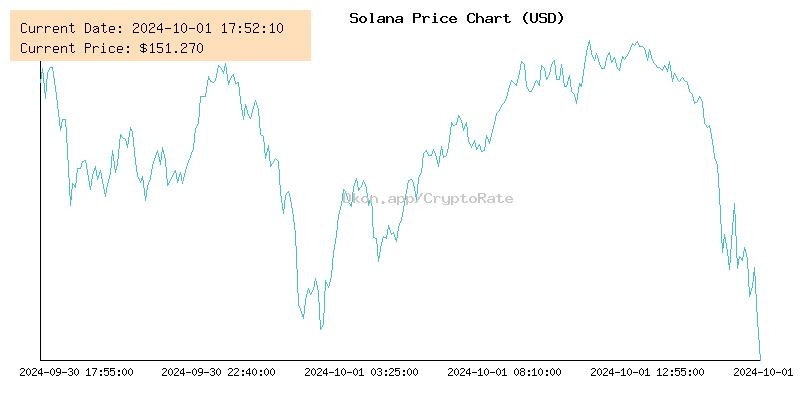 Solana Price Chart (USD)
Current Date: 2024-10-01 17:52:10
Current Price: $151.270
Dkcn.app/CryptoRate
2024-09-30 17:55:00
2024-09-30 22:40:00
2024-10-01 03:25:00
2024-10-01 08:10:00
2024-10-01 12:55:00
2024-10-01